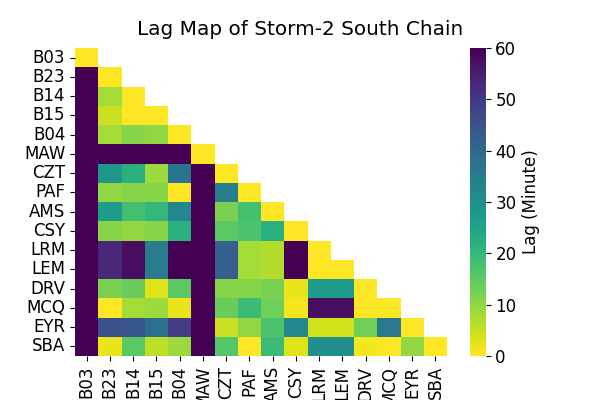 Lag Map of Storm-2 South Chain
B03
B23
B14
B15
B04
MAW
CZT
PAF
AMS
CSY
LRM
LEM
DRV
MCQ
EYR
SBA
B03
B23
B14
B15
B04
MAW
CZT
PAF
AMS
CSY
LRM
LEM
DRV
MCQ
EYR
SBA
60
50
40
30
20
10
0
Lag (Minute)